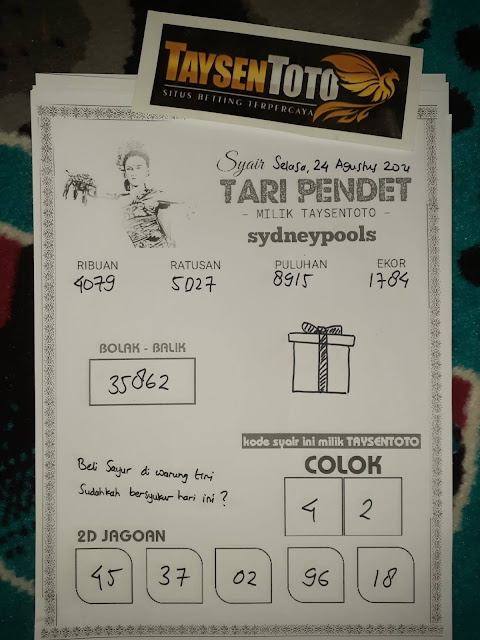 TAYSENTOTO
SITUS BETTING TERPERCAYA
Syair Selasa, 24 Agustus 2021
TARI PENDET
- MILIK TAYSENTOTO -
sydneypools
RIBUAN RATUSAN PULUHAN EKOR
4079 5027 8915 1784
BOLAK - BALIK
35862
kode syair ini milik TAYSENTOTO
COLOK
4 2
Beli Sayur di warung tini
Sudahkah bersyukur hari ini ?
2D JAGOAN
45 37 02 96 18